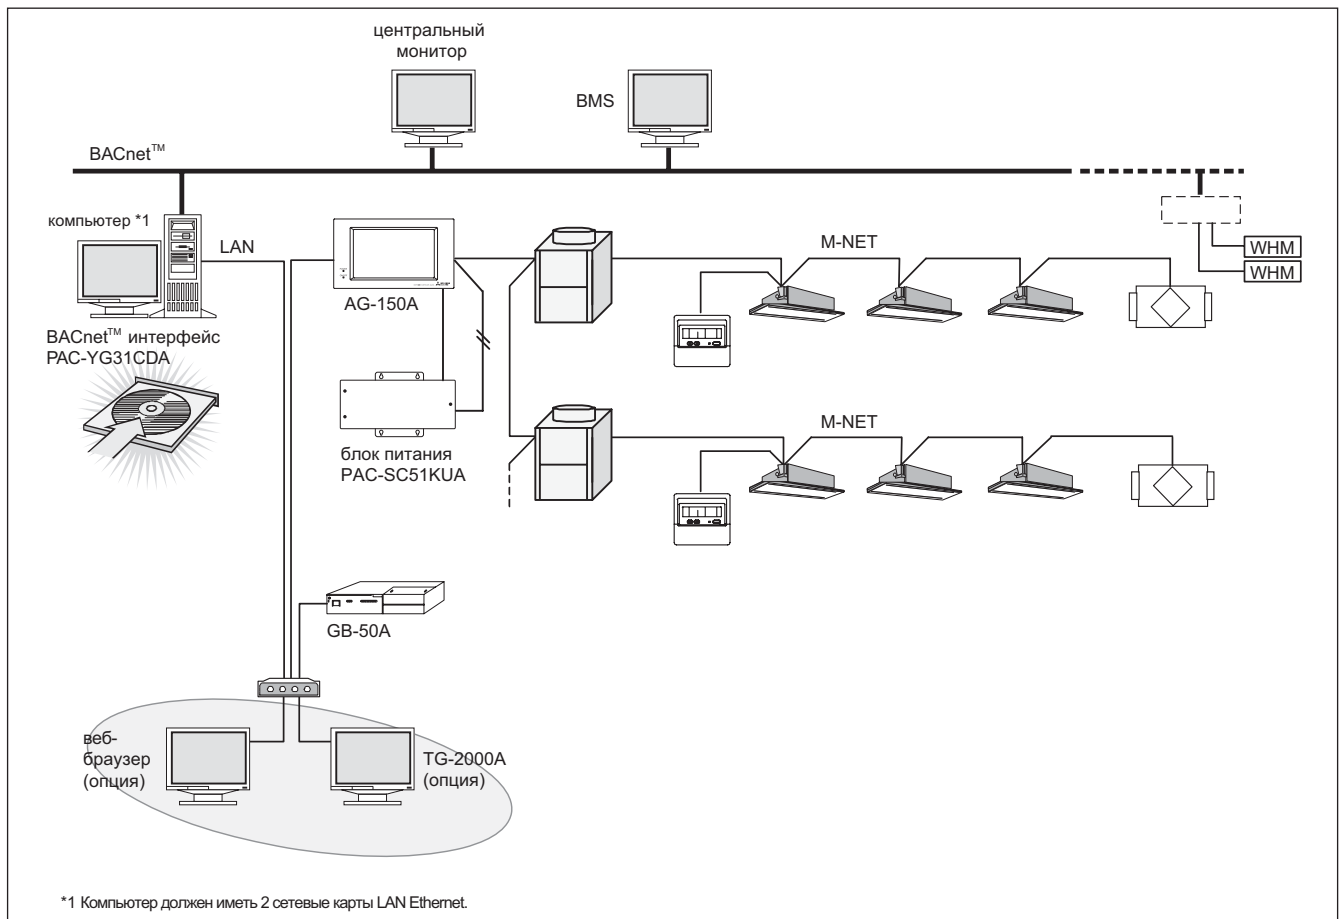 центральный
монитор
BMS
BACnet™
компьютер *1
LAN
M-NET
WHM
WHM
AG-150A
BACnet™ интерфейс
PAC-YG31CDA
блок питания
PAC-SC51KUA
M-NET
GB-50A
веб-
браузер
(опция)
TG-2000A
(опция)
*1 Компьютер должен иметь 2 сетевые карты LAN Ethernet.